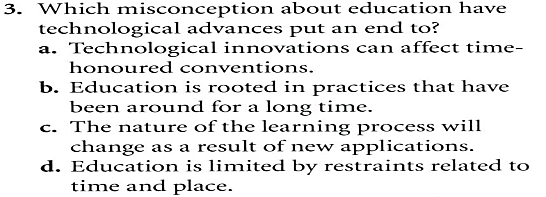 3. Which misconception about education have
technological advances put an end to?
a. Technological innovations can affect time-
honoured conventions.
b. Education is rooted in practices that have
been around for a long time.
c. The nature of the learning process will
change as a result of new applications.
d. Education is limited by restraints related to
time and place.